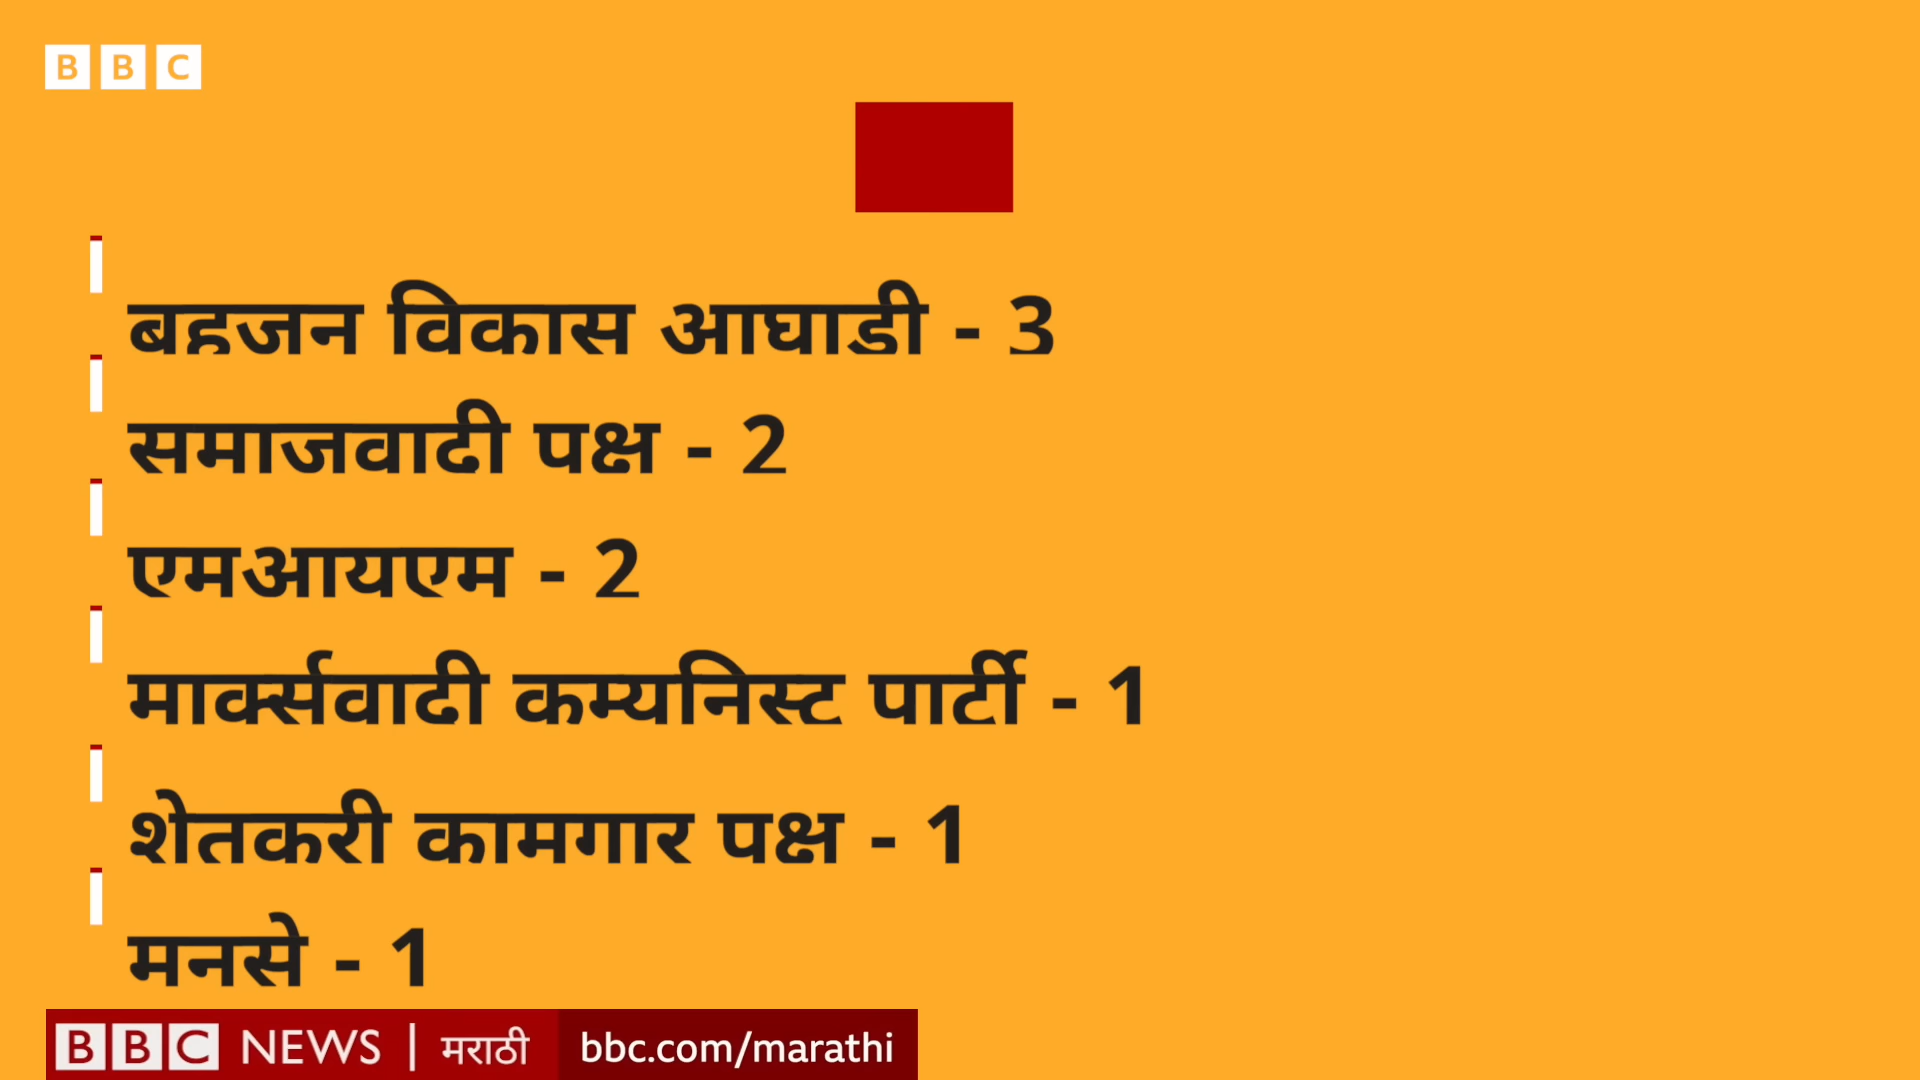 BBC
बहुजन विकास आघाडी - 3
समाजवादी पक्ष - 2
एमआयएम - 2
मार्क्सवादी कम्युनिस्ट पार्टी - 1
शेतकरी कामगार पक्ष - 1
मनसे - 1
BBC NEWS | मराठी bbc.com/marathi